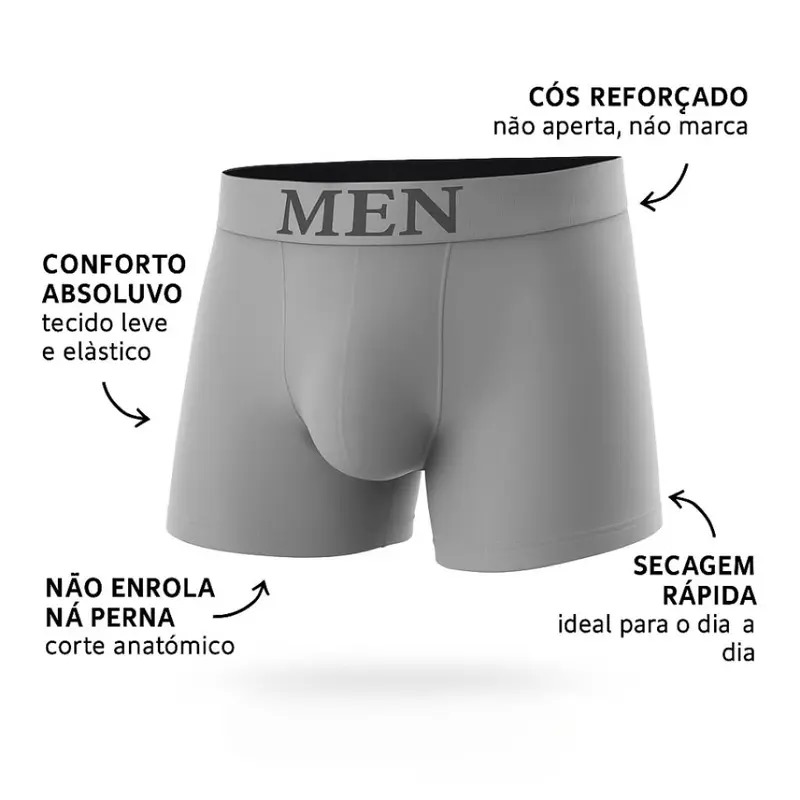 CÓS REFORÇADO
não aperta, náo marca
MEN
CONFORTO
ABSOLUVO
tecido leve
e elàstico
NÃO ENROLA
NÁ PERNA
corte anatómico
SECAGEM
RÁPIDA
ideal para o dia a
dia